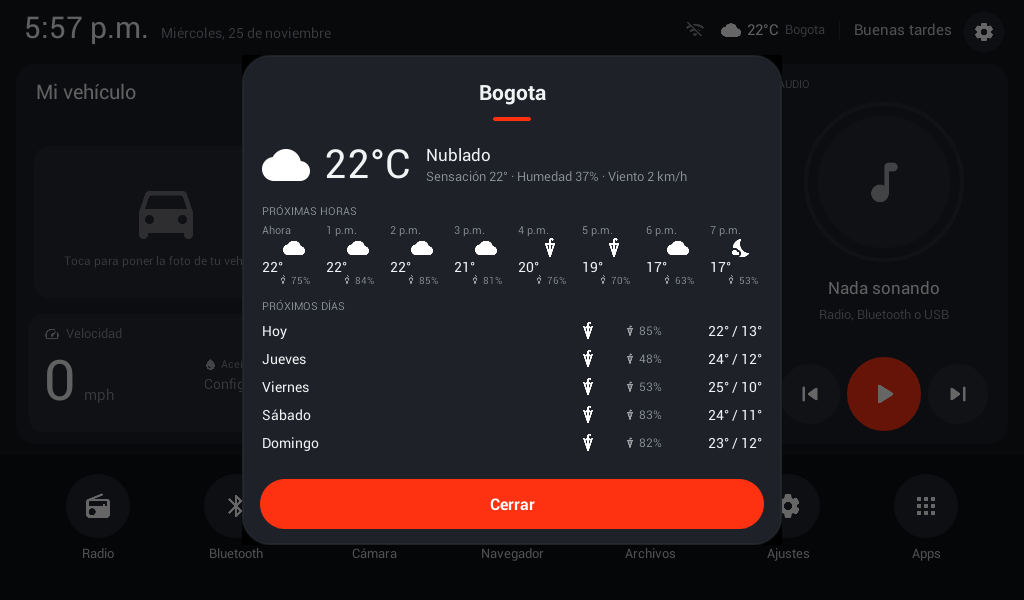 5:57 p.m. Miércoles, 25 de noviembre
22°C Bogota
Buenas tardes
Mi vehículo
Toca para poner la foto de tu veh
Velocidad
0 mph
Acei
Config
Bogota
22°C
Nublado
Sensación 22° · Humedad 37% · Viento 2 km/h
PRÓXIMAS HORAS
Ahora 1 p.m. 2 p.m. 3 p.m. 4 p.m. 5 p.m. 6 p.m. 7 p.m.
22° 22° 22° 21° 20° 19° 17° 17°
75% 84% 85% 81% 76% 70% 63% 53%
PRÓXIMOS DÍAS
Hoy 85% 22° / 13°
Jueves 48% 24° / 12°
Viernes 53% 25° / 10°
Sábado 83% 24° / 11°
Domingo 82% 23° / 12°
Cerrar
AUDIO
Nada sonando
Radio, Bluetooth o USB
Radio Bluetooth Cámara Navegador Archivos Ajustes Apps